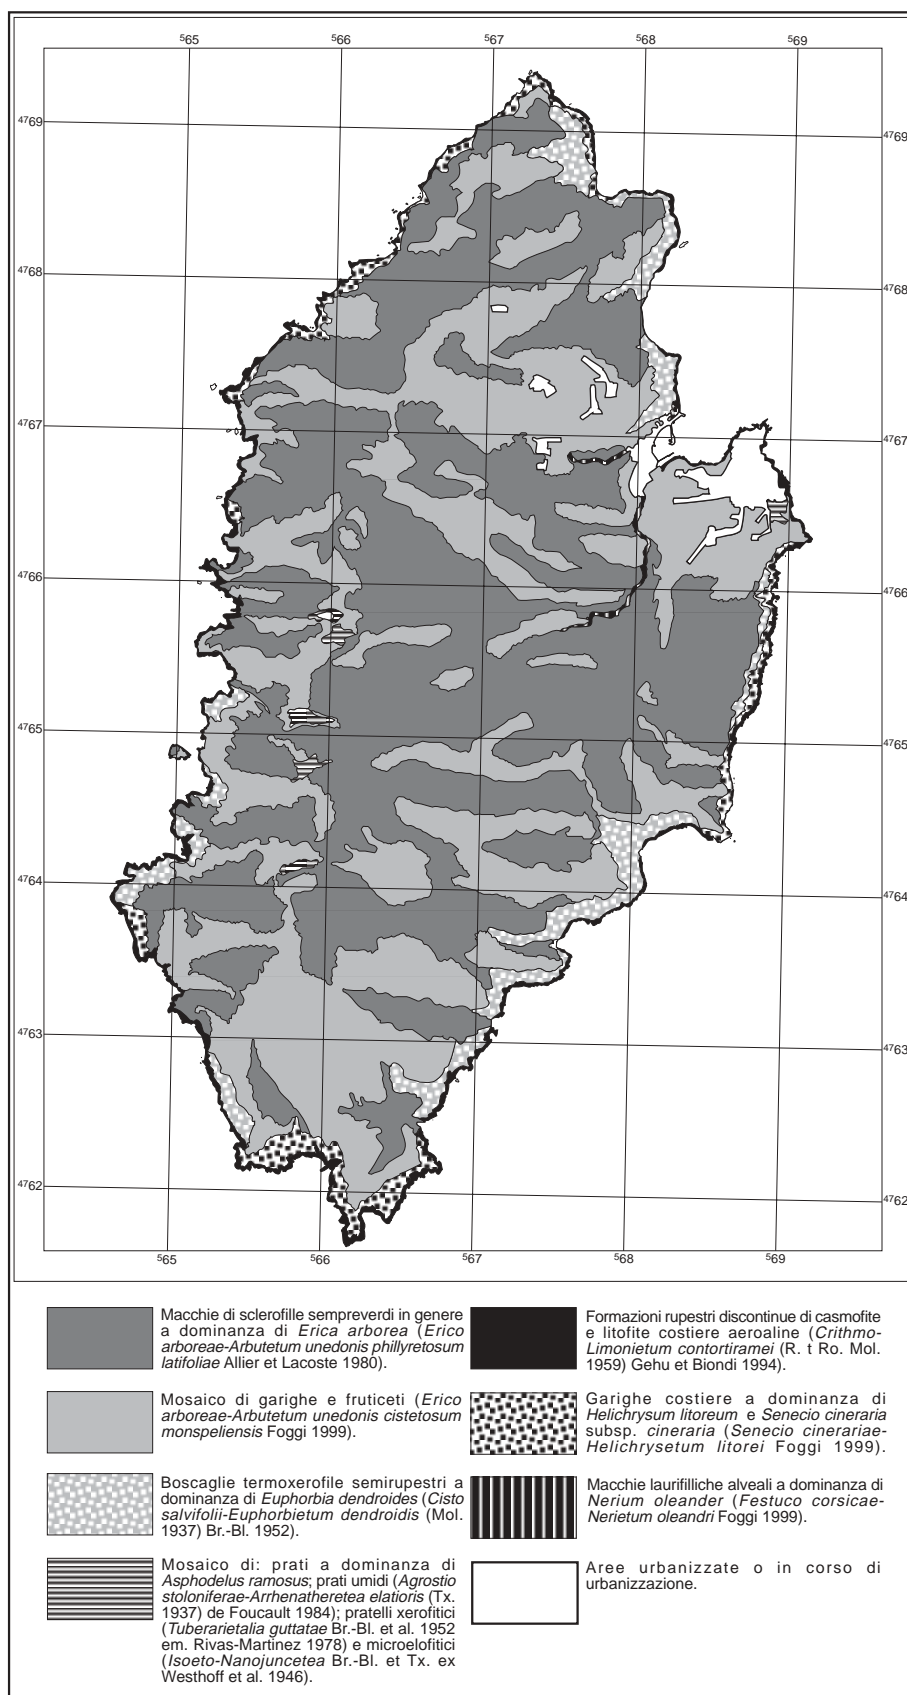 565 566 567 568 569
4769 4769
4768 4768
4767 4767
4766 4766
4765 4765
4764 4764
4763 4763
4762 4762
565 566 567 568 569
Macchie di sclerofille sempreverdi in genere
a dominanza di Erica arborea (Erico
arboreae-Arbutetum unedonis phillyretosum
latifoliae Allier et Lacoste 1980).
Mosaico di garighe e fruticeti (Erico
arboreae-Arbutetum unedonis cistetosum
monspeliensis Foggi 1999).
Boscaglie termoxerofile semirupestri a
dominanza di Euphorbia dendroides (Cisto
salvifolii-Euphorbietum dendroidis (Mol.
1937) Br.-Bl. 1952).
Mosaico di: prati a dominanza di
Asphodelus ramosus; prati umidi (Agrostio
stoloniferae-Arrhenatheretea elatioris (Tx.
1937) de Foucault 1984); pratelli xerofitici
(Tuberarietalia guttatae Br.-Bl. et al. 1952
em. Rivas-Martinez 1978) e microelofitici
(Isoeto-Nanojuncetea Br.-Bl. et Tx. ex
Westhoff et al. 1946).
Formazioni rupestri discontinue di casmofite
e litofite costiere aeroaline (Crithmo-
Limonietum contortiramei (R. t Ro. Mol.
1959) Gehu et Biondi 1994).
Garighe costiere a dominanza di
Helichrysum litoreum e Senecio cineraria
subsp. cineraria (Senecio cinerariae-
Helichrysetum litorei Foggi 1999).
Macchie laurifilliche alveali a dominanza di
Nerium oleander (Festuco corsicae-
Nerietum oleandri Foggi 1999).
Aree urbanizzate o in corso di
urbanizzazione.